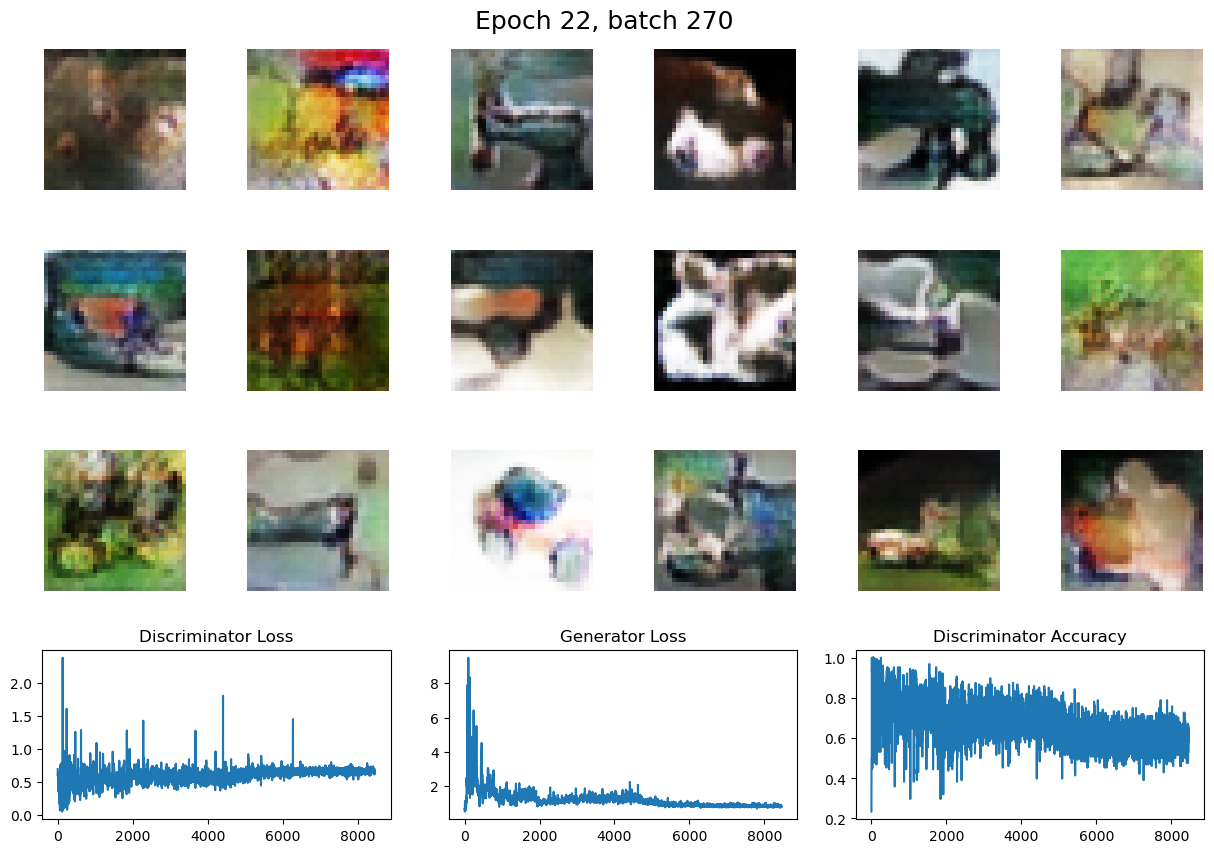 Epoch 22, batch 270
Discriminator Loss
Generator Loss
Discriminator Accuracy
2.0
1.5
1.0
0.5
0.0
0 2000 4000 6000 8000
8
6
4
2
0 2000 4000 6000 8000
1.0
0.8
0.6
0.4
0.2
0 2000 4000 6000 8000